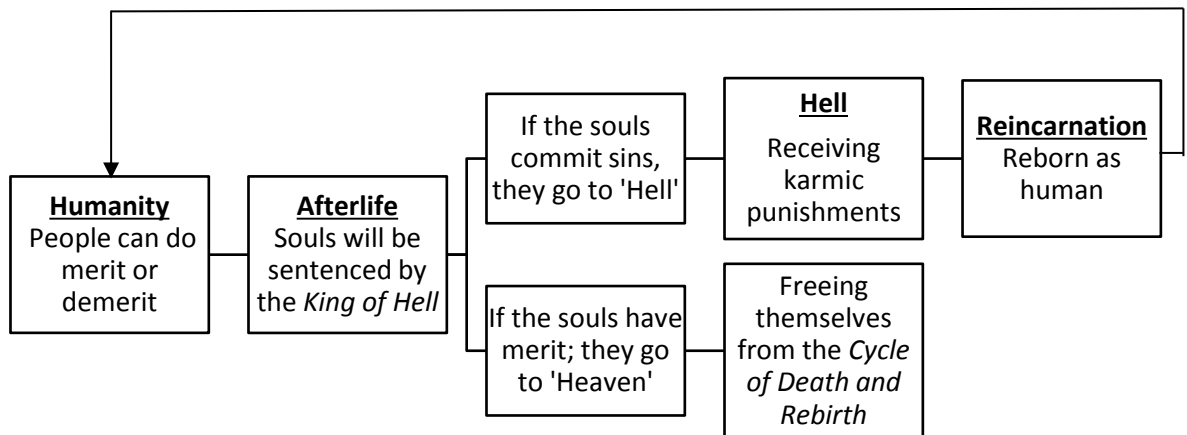 Humanity
People can do
merit or
demerit
Afterlife
Souls will be
sentenced by
the King of Hell
If the souls
commit sins,
they go to 'Hell'
Hell
Receiving
karmic
punishments
Reincarnation
Reborn as
human
If the souls have
merit; they go
to 'Heaven'
Freeing
themselves
from the Cycle
of Death and
Rebirth